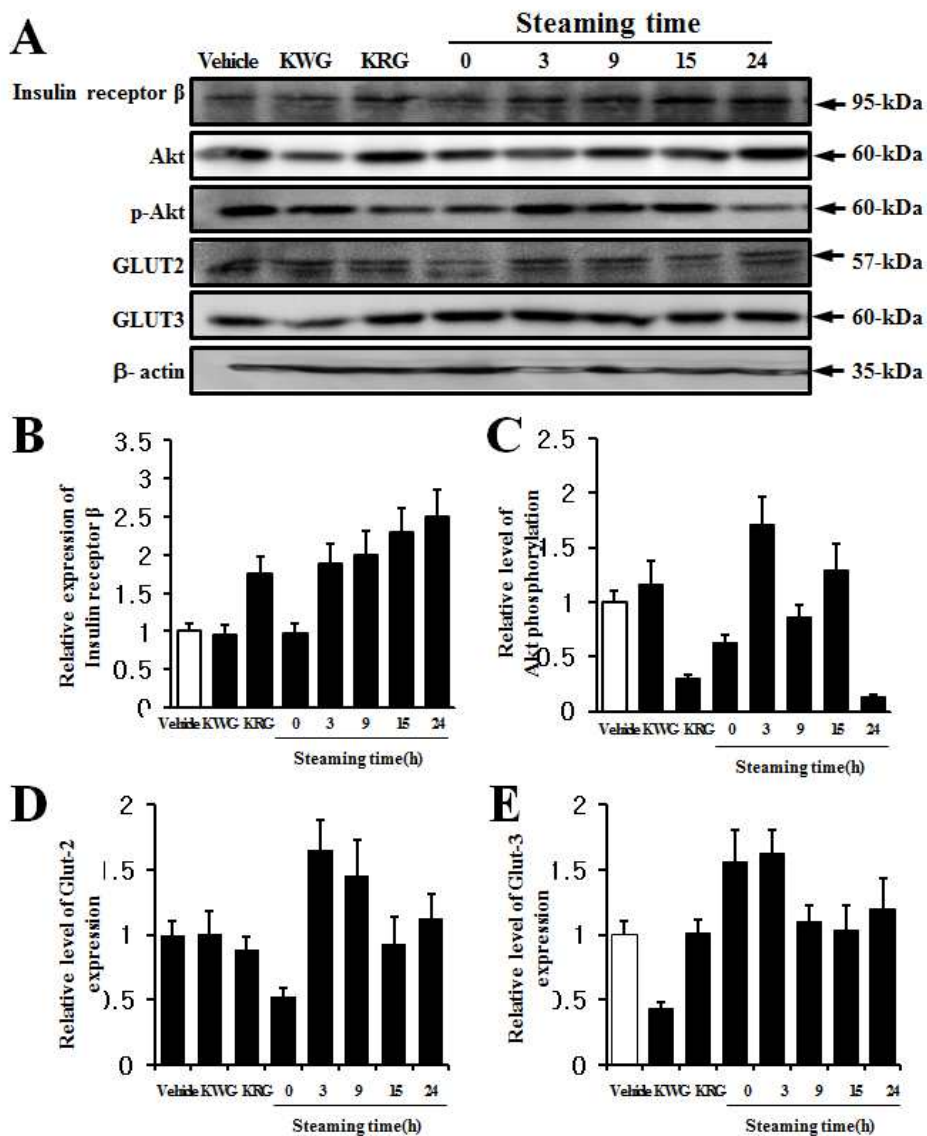 A
Steaming time
Vehicle KWG KRG 0 3 9 15 24
Insulin receptor β
95-kDa
Akt
60-kDa
p-Akt
60-kDa
GLUT2
57-kDa
GLUT3
60-kDa
β- actin
35-kDa
B
Relative expression of
Insulin receptor β
3.5
3
2.5
2
1.5
1
0.5
0
Vehicle KWG KRG 0 3 9 15 24
Steaming time(h)
C
Relative level of
Akt phosphorylation
2.5
2
1.5
1
0.5
0
Vehicle KWG KRG 0 3 9 15 24
Steaming time(h)
D
Relative level of Glut-2
expression
2
1.5
1
0.5
0
Vehicle KWG KRG 0 3 9 15 24
Steaming time(h)
E
Relative level of Glut-3
expression
2
1.5
1
0.5
0
Vehicle KWG KRG 0 3 9 15 24
Steaming time(h)